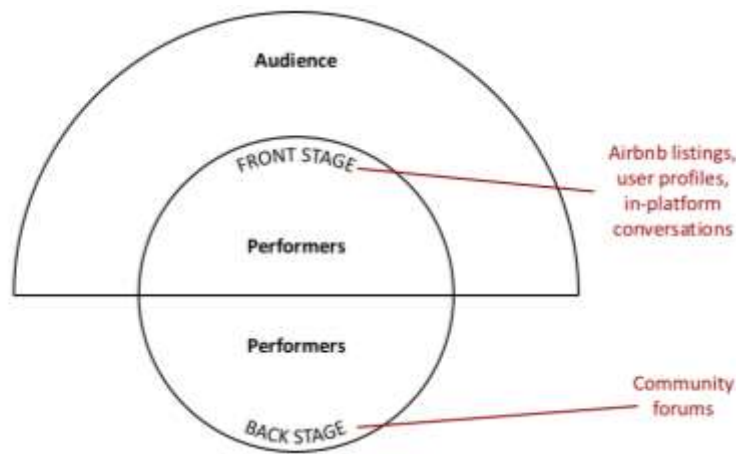 Audience
FRONT STAGE
Airbnb listings,
user profiles,
in-platform
conversations
Performers
Performers
Community
forums
BACK STAGE